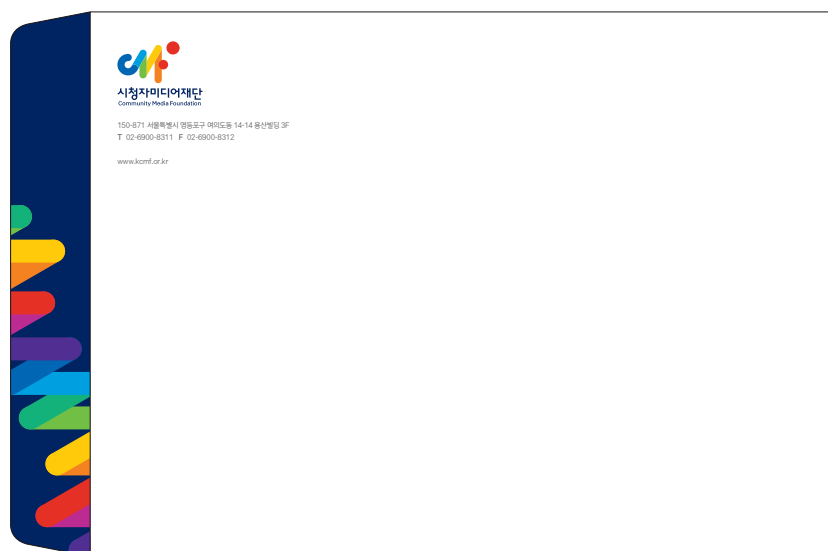 시청자미디어재단
Community Media Foundation
150-871 서울특별시 영등포구 여의도동 14-14 용산빌딩 3F
T 02-6900-8311 F 02-6900-8312
www.kcmf.or.kr